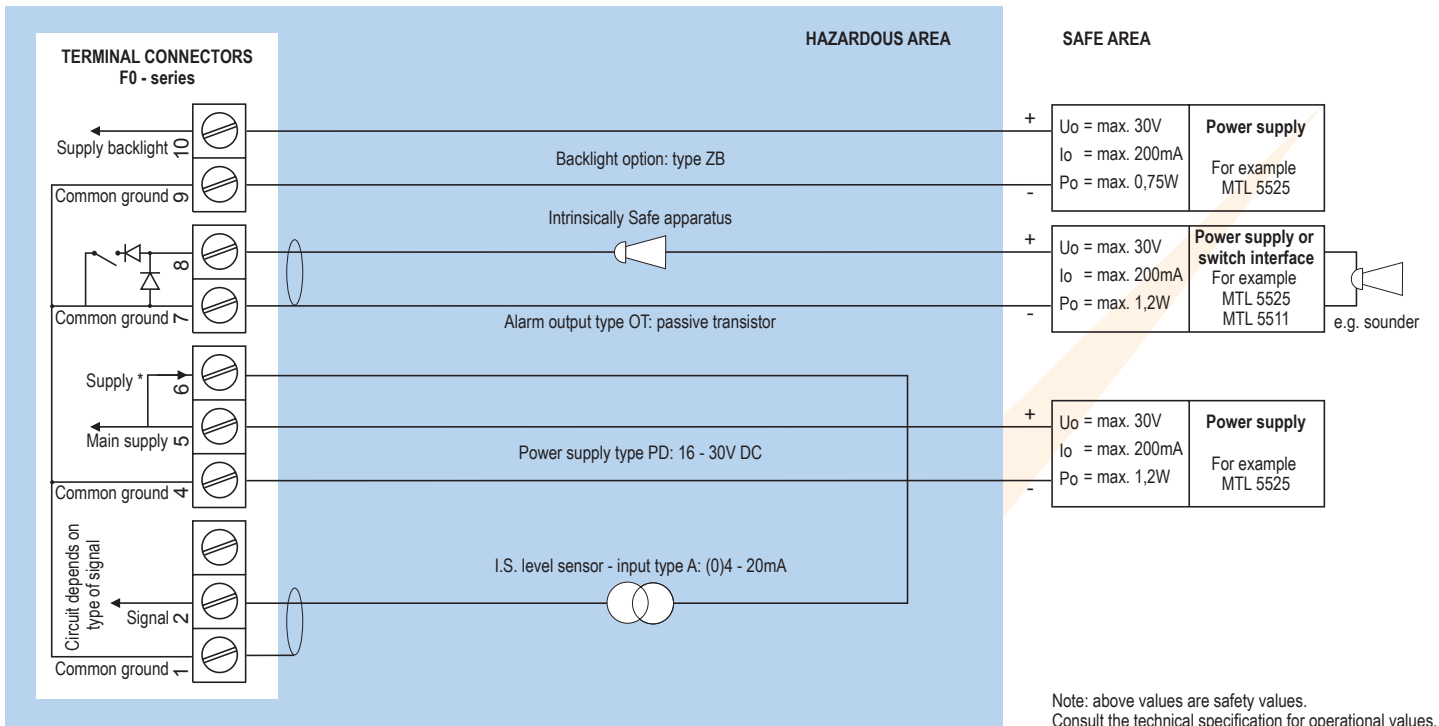 HAZARDOUS AREA
SAFE AREA
TERMINAL CONNECTORS
F0 - series
Supply backlight
10
Common ground
9
8
Common ground
7
Supply *
6
Main supply
5
Common ground
4
Circuit depends on
type of signal
Signal
2
Common ground
1
Backlight option: type ZB
Intrinsically Safe apparatus
Alarm output type OT: passive transistor
Power supply type PD: 16 - 30V DC
I.S. level sensor - input type A: (0)4 - 20mA
+
-
Uo = max. 30V
Io = max. 200mA
Po = max. 0,75W
Power supply
For example
MTL 5525
+
-
Uo = max. 30V
Io = max. 200mA
Po = max. 1,2W
Power supply or
switch interface
For example
MTL 5525
MTL 5511
e.g. sounder
+
-
Uo = max. 30V
Io = max. 200mA
Po = max. 1,2W
Power supply
For example
MTL 5525
Note: above values are safety values.
Consult the technical specification for operational values.